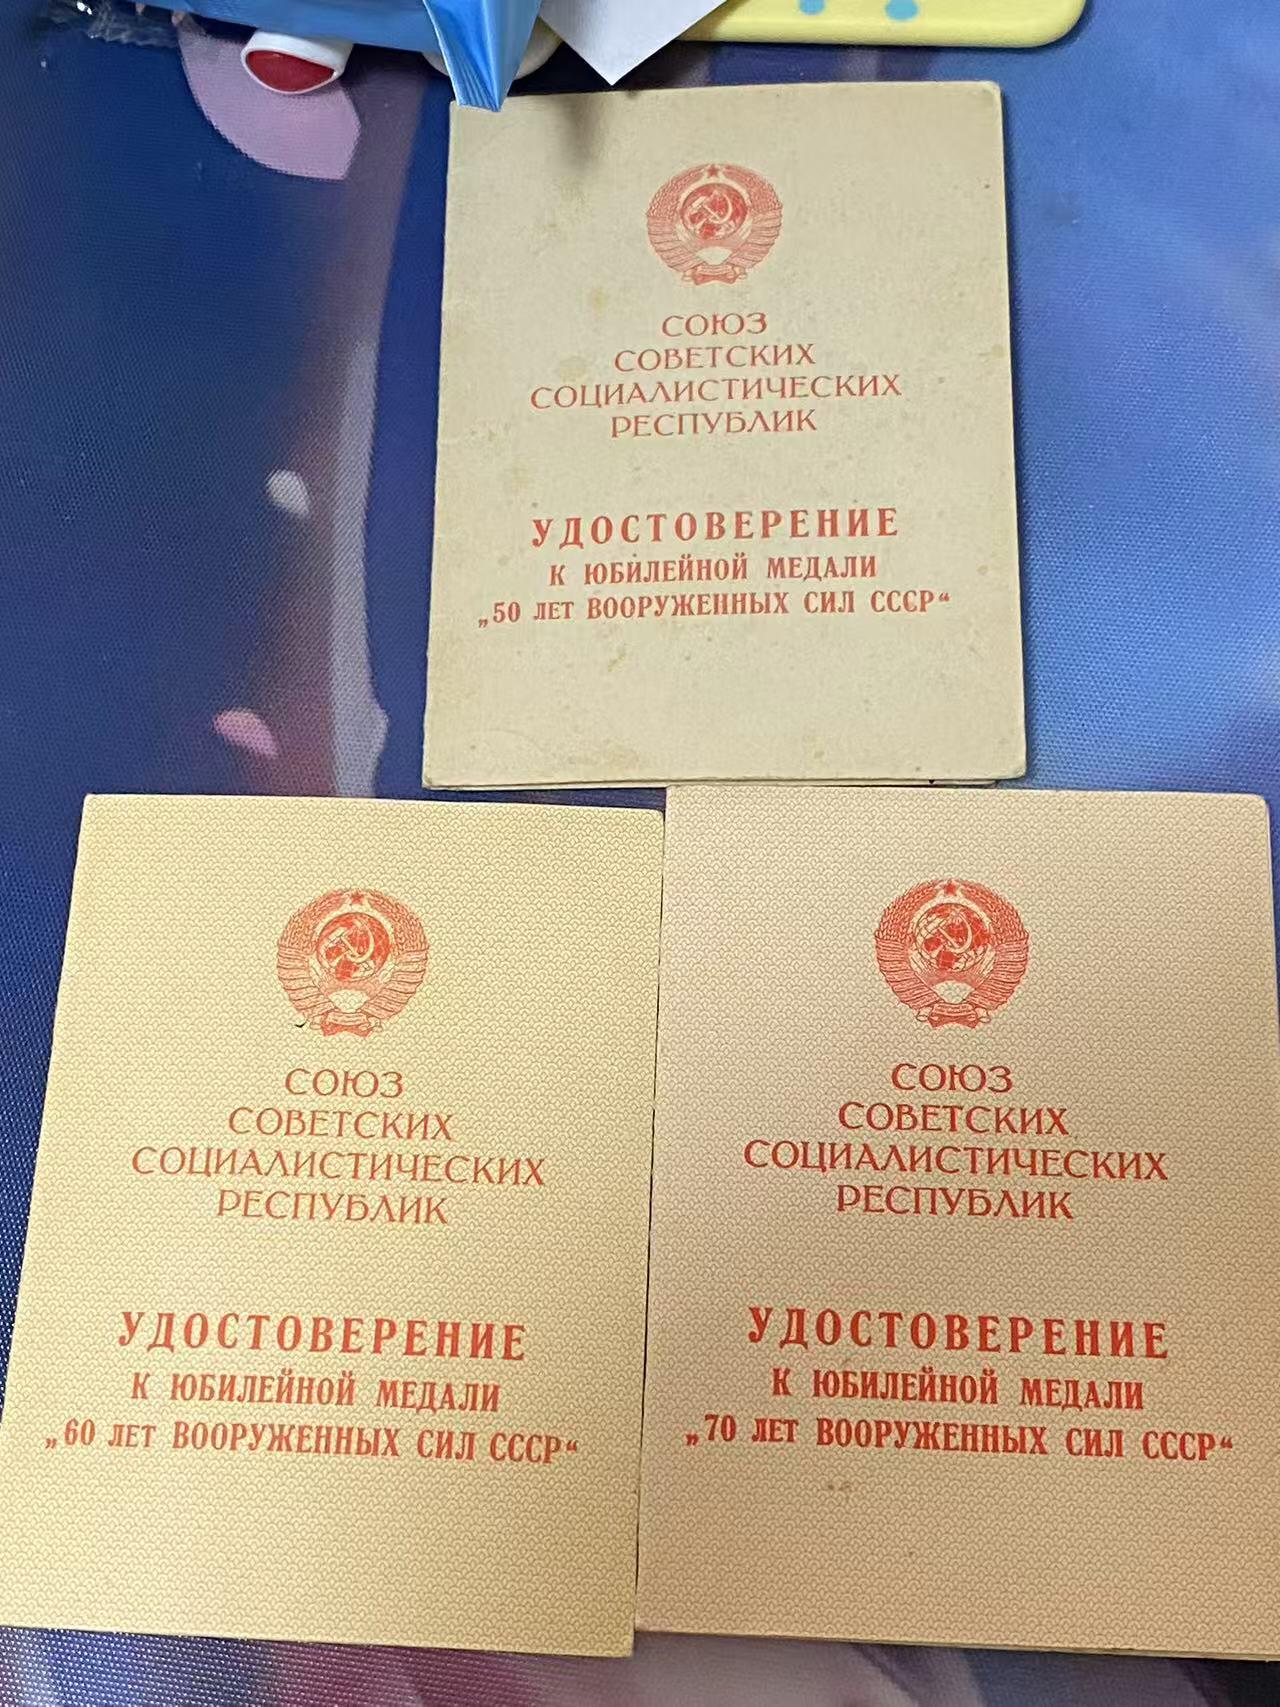 СОЮЗ
СОВЕТСКИХ
СОЦИАЛИСТИЧЕСКИХ
РЕСПУБЛИК
УДОСТОВЕРЕНИЕ
К ЮБИЛЕЙНОЙ МЕДАЛИ
„50 ЛЕТ ВООРУЖЕННЫХ СИЛ СССР“
СОЮЗ
СОВЕТСКИХ
СОЦИАЛИСТИЧЕСКИХ
РЕСПУБЛИК
УДОСТОВЕРЕНИЕ
К ЮБИЛЕЙНОЙ МЕДАЛИ
„60 ЛЕТ ВООРУЖЕННЫХ СИЛ СССР“
СОЮЗ
СОВЕТСКИХ
СОЦИАЛИСТИЧЕСКИХ
РЕСПУБЛИК
УДОСТОВЕРЕНИЕ
К ЮБИЛЕЙНОЙ МЕДАЛИ
„70 ЛЕТ ВООРУЖЕННЫХ СИЛ СССР“